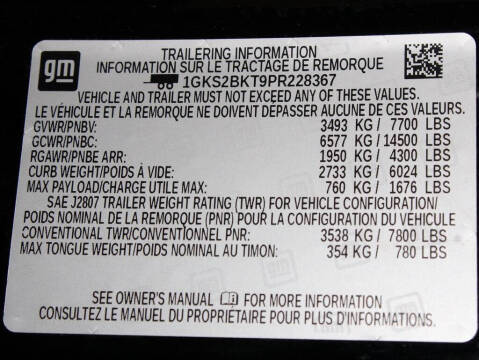 gm
TRAILERING INFORMATION
INFORMATION SUR LE TRACTAGE DE REMORQUE
1GKS2BKT9PR228367
VEHICLE AND TRAILER MUST NOT EXCEED ANY OF THESE VALUES.
LE VÉHICULE ET LA REMORQUE NE DOIVENT DÉPASSER AUCUNE DE CES VALEURS.
GVWR/PNBV: 3493 KG / 7700 LBS
GCWR/PNBC: 6577 KG / 14500 LBS
RGAWR/PNBE ARR: 1950 KG / 4300 LBS
CURB WEIGHT/POIDS À VIDE: 2733 KG / 6024 LBS
MAX PAYLOAD/CHARGE UTILE MAX: 760 KG / 1676 LBS
SAE J2807 TRAILER WEIGHT RATING (TWR) FOR VEHICLE CONFIGURATION/
POIDS NOMINAL DE LA REMORQUE (PNR) POUR LA CONFIGURATION DU VÉHICULE
CONVENTIONAL TWR/CONVENTIONEL PNR: 3538 KG / 7800 LBS
MAX TONGUE WEIGHT/POIDS NOMINAL AU TIMON: 354 KG / 780 LBS
SEE OWNER'S MANUAL FOR MORE INFORMATION
CONSULTEZ LE MANUEL DU PROPRIÉTAIRE POUR PLUS D'INFORMATIONS.